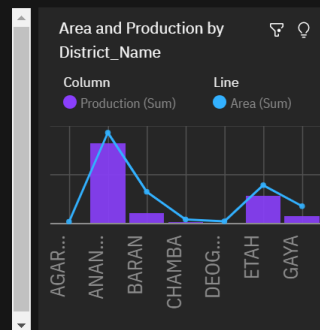 Area and Production by
District_Name
Column
Line
Production (Sum)
Area (Sum)
AGAR...
ANAN...
BARAN
CHAMBA
DEOG...
ETAH
GAYA